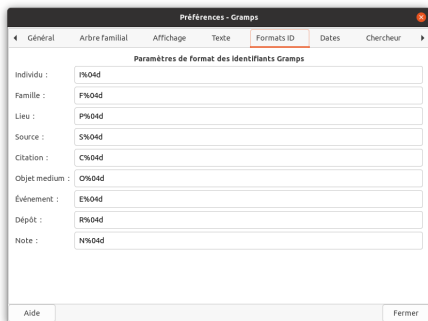 Préférences - Gramps
Général Arbre familial Affichage Texte Formats ID Dates Chercheur
Paramètres de format des identifiants Gramps
Individu : I%04d
Famille : F%04d
Lieu : P%04d
Source : S%04d
Citation : C%04d
Objet medium : O%04d
Événement : E%04d
Dépôt : R%04d
Note : N%04d
Aide Fermer